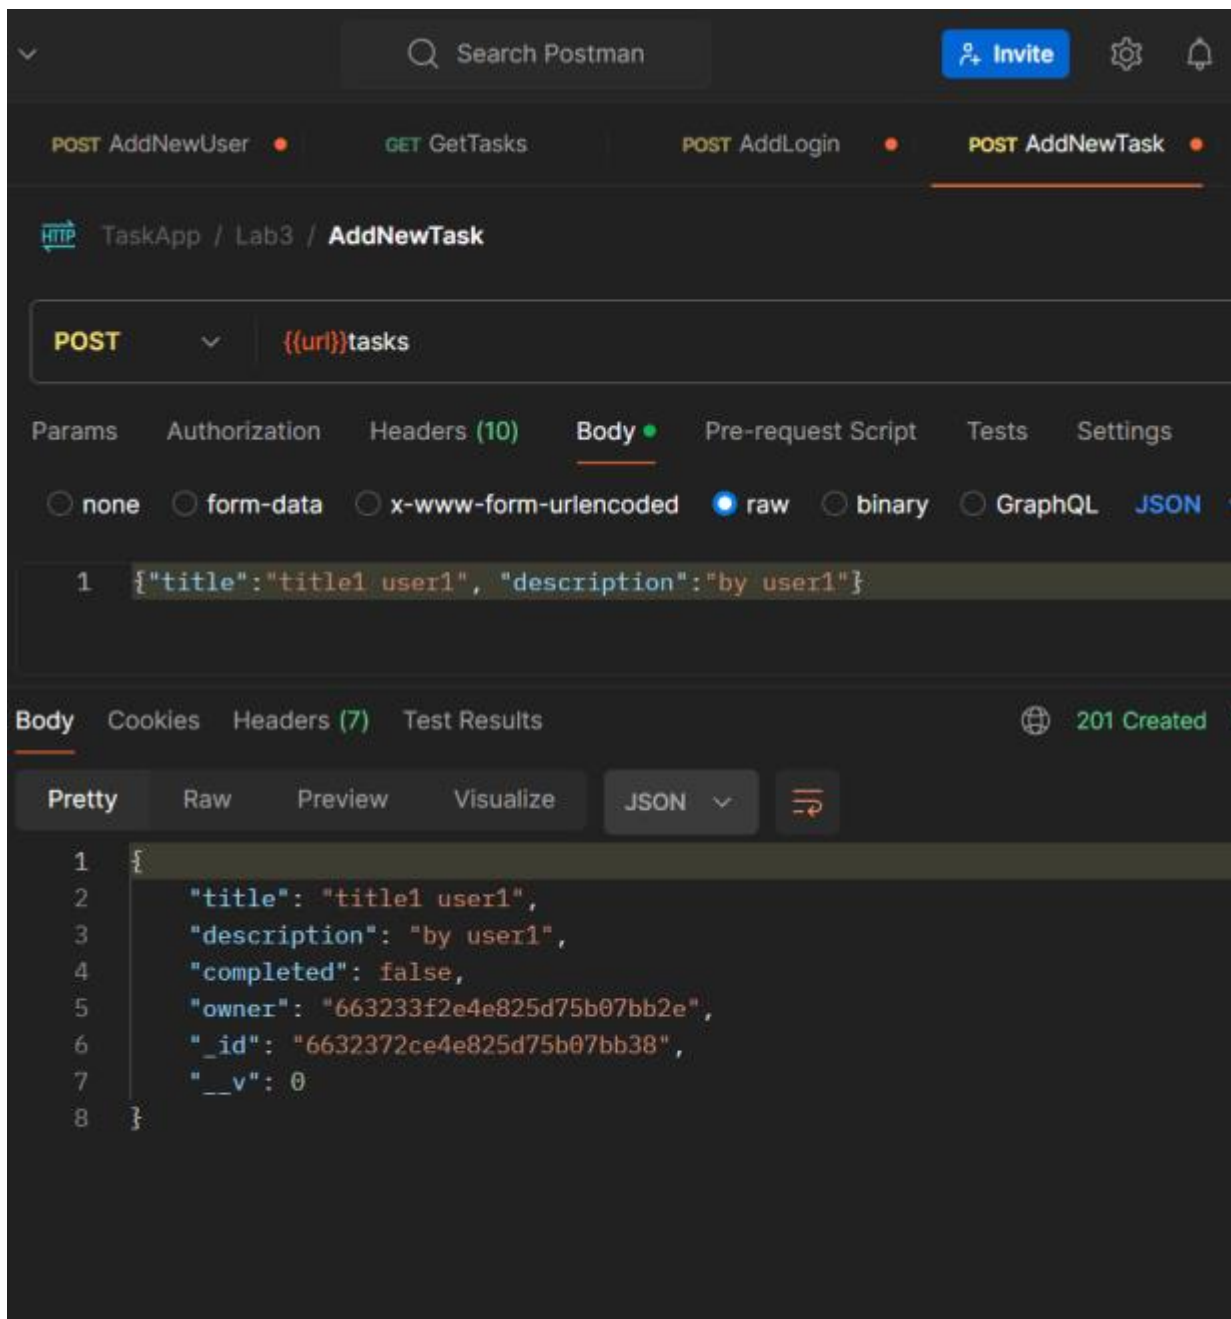 Search Postman
Invite
POST AddNewUser
GET GetTasks
POST AddLogin
POST AddNewTask
HTTP TaskApp / Lab3 / AddNewTask
POST {{url}}tasks
Params Authorization Headers (10) Body Pre-request Script Tests Settings
none form-data x-www-form-urlencoded raw binary GraphQL JSON
1 {"title":"title1 user1", "description":"by user1"}
Body Cookies Headers (7) Test Results 201 Created
Pretty Raw Preview Visualize JSON
1 {
2 "title": "title1 user1",
3 "description": "by user1",
4 "completed": false,
5 "owner": "663233f2e4e825d75b07bb2e",
6 "_id": "6632372ce4e825d75b07bb38",
7 "__v": 0
8 }